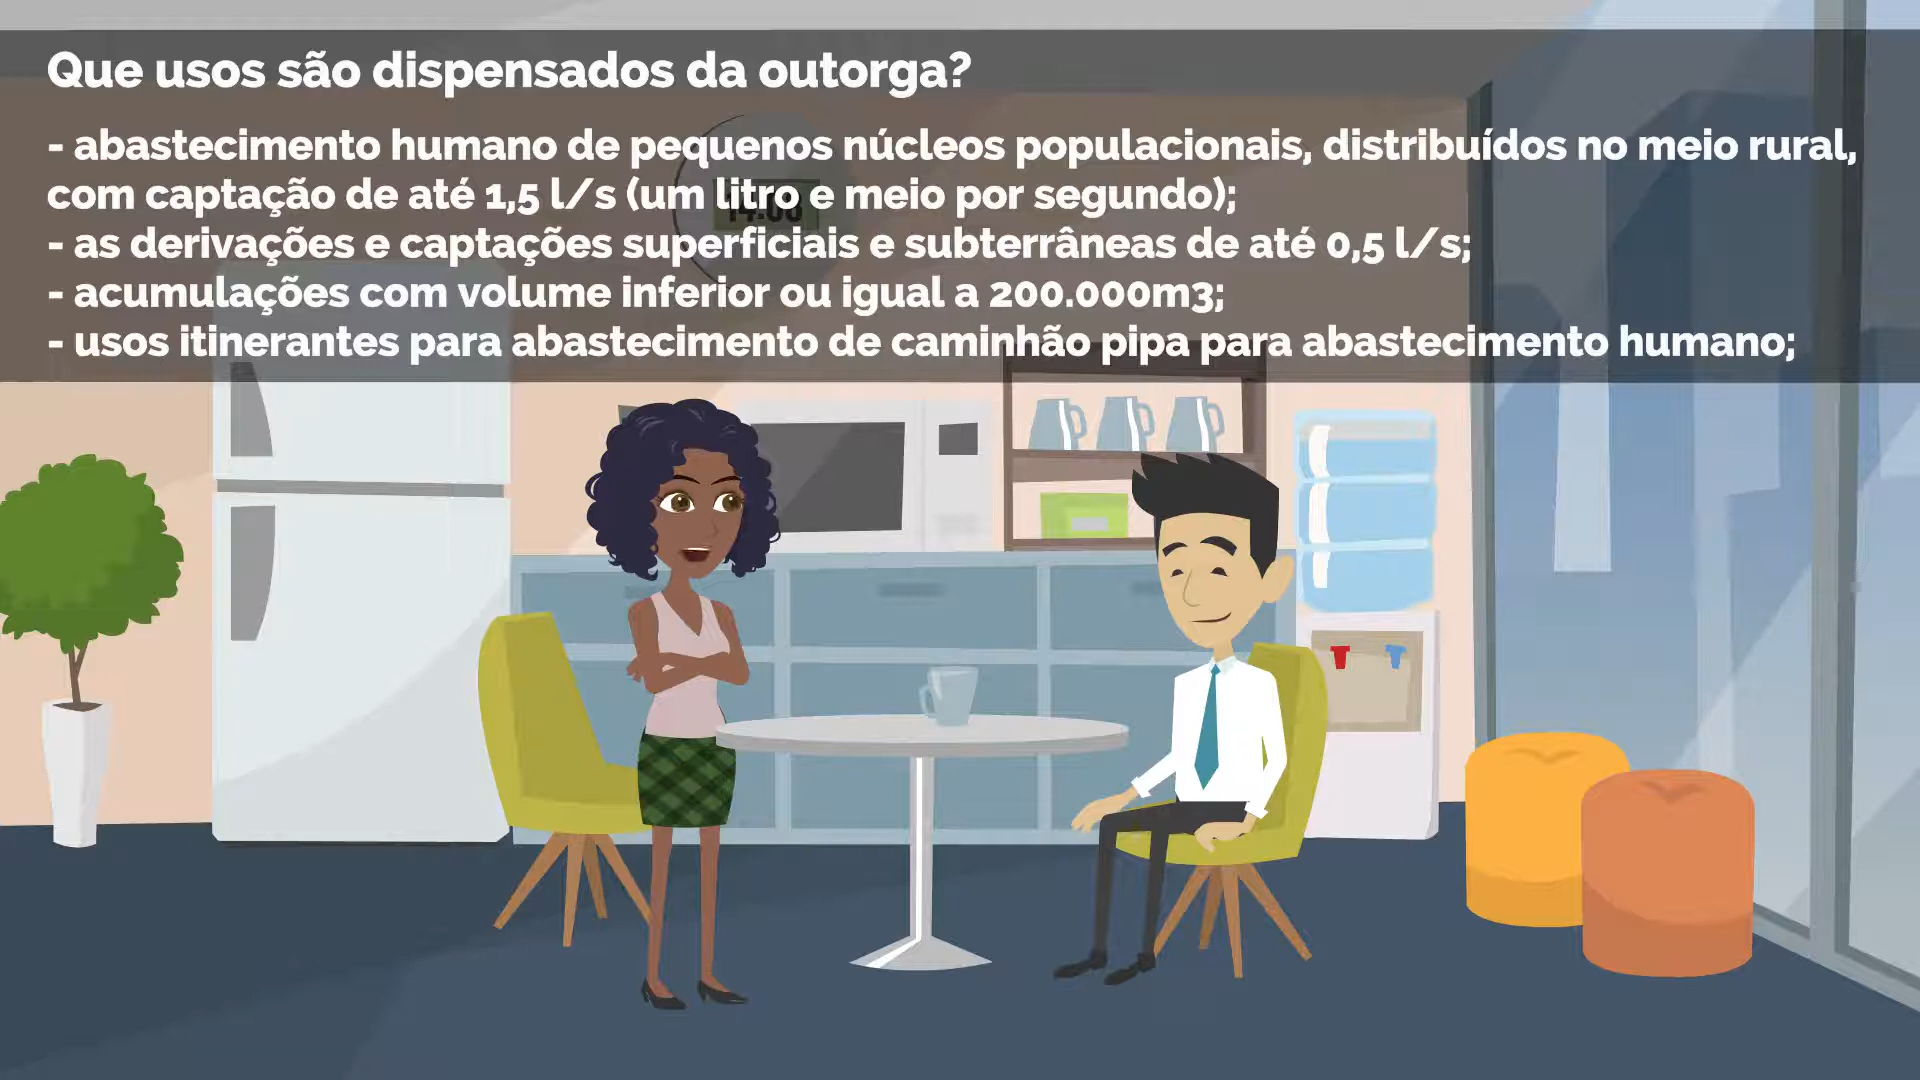 Que usos são dispensados da outorga?
- abastecimento humano de pequenos núcleos populacionais, distribuídos no meio rural,
com captação de até 1,5 l/s (um litro e meio por segundo);
- as derivações e captações superficiais e subterrâneas de até 0,5 l/s;
- acumulações com volume inferior ou igual a 200.000m3;
- usos itinerantes para abastecimento de caminhão pipa para abastecimento humano;